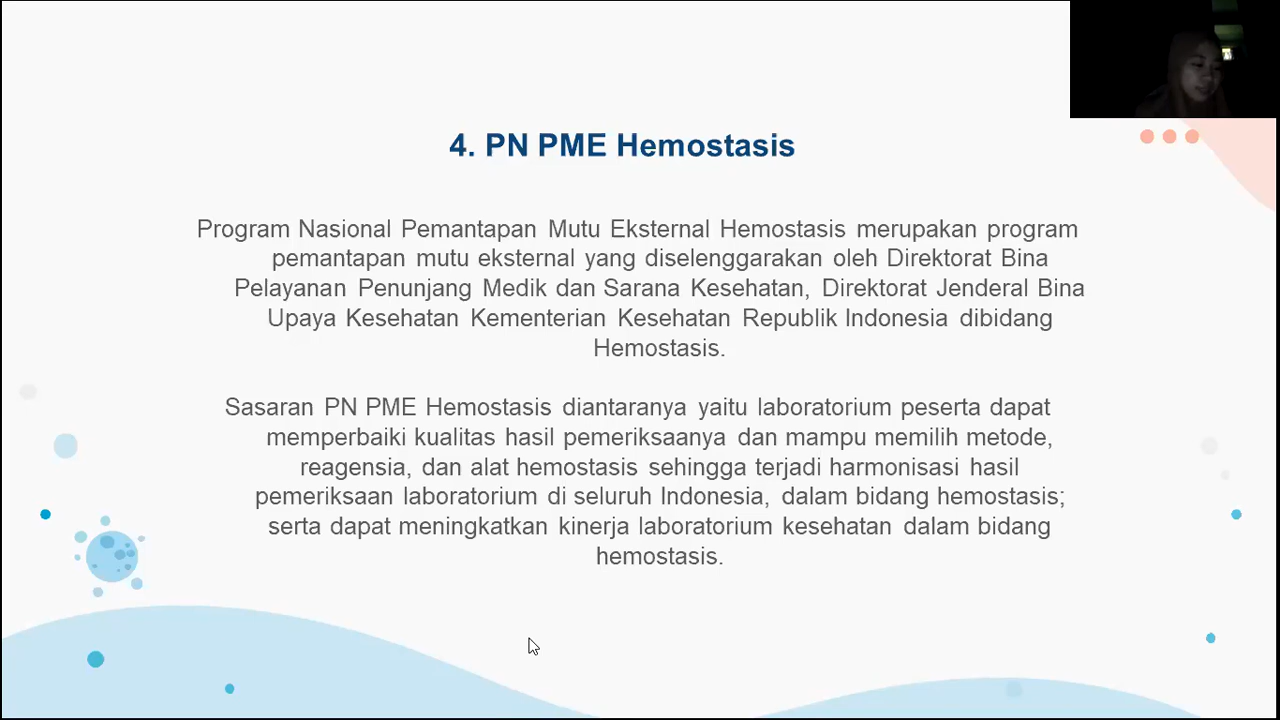 4. PN PME Hemostasis
Program Nasional Pemantapan Mutu Eksternal Hemostasis merupakan program
pemantapan mutu eksternal yang diselenggarakan oleh Direktorat Bina
Pelayanan Penunjang Medik dan Sarana Kesehatan, Direktorat Jenderal Bina
Upaya Kesehatan Kementerian Kesehatan Republik Indonesia dibidang
Hemostasis.
Sasaran PN PME Hemostasis diantaranya yaitu laboratorium peserta dapat
memperbaiki kualitas hasil pemeriksaanya dan mampu memilih metode,
reagensia, dan alat hemostasis sehingga terjadi harmonisasi hasil
pemeriksaan laboratorium di seluruh Indonesia, dalam bidang hemostasis;
serta dapat meningkatkan kinerja laboratorium kesehatan dalam bidang
hemostasis.